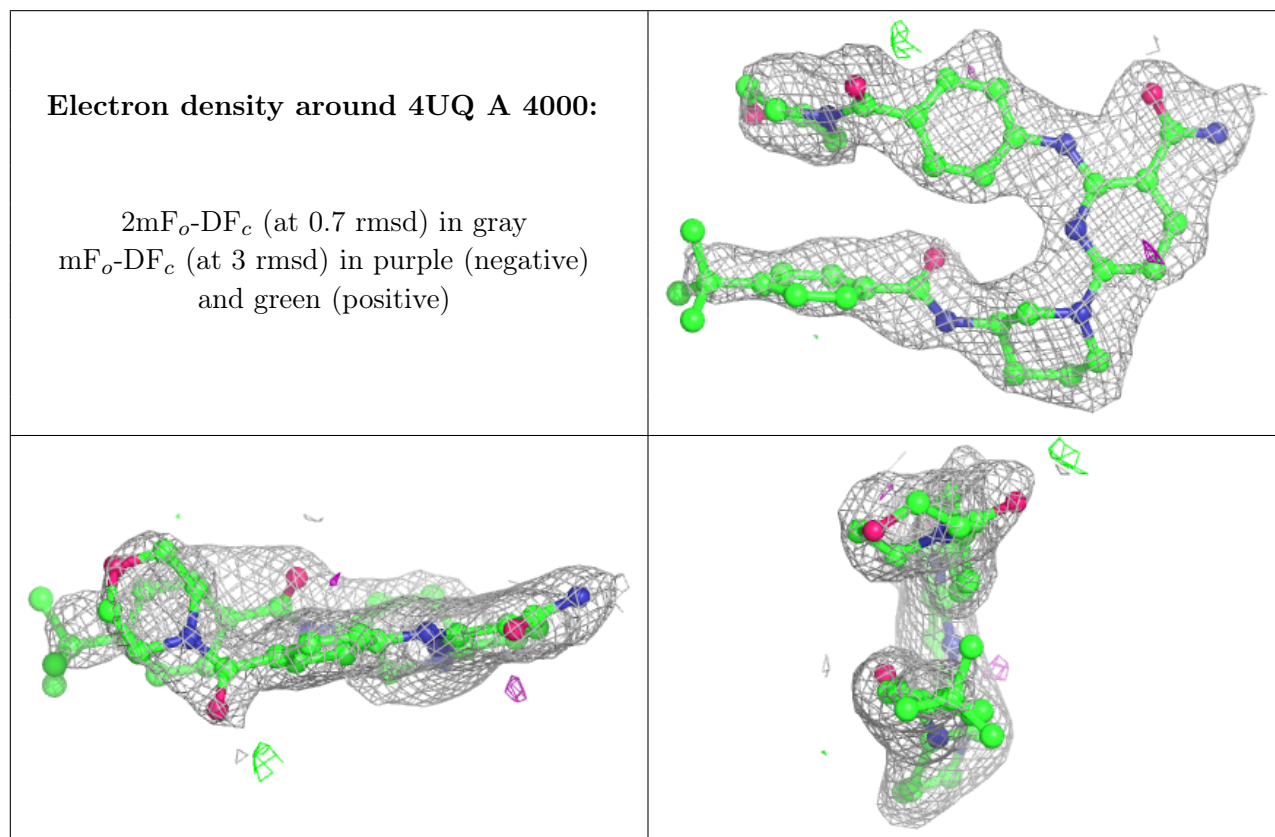 Electron density around 4UQ A 4000:
2mFo-DFc (at 0.7 rmsd) in gray
mFo-DFc (at 3 rmsd) in purple (negative)
and green (positive)